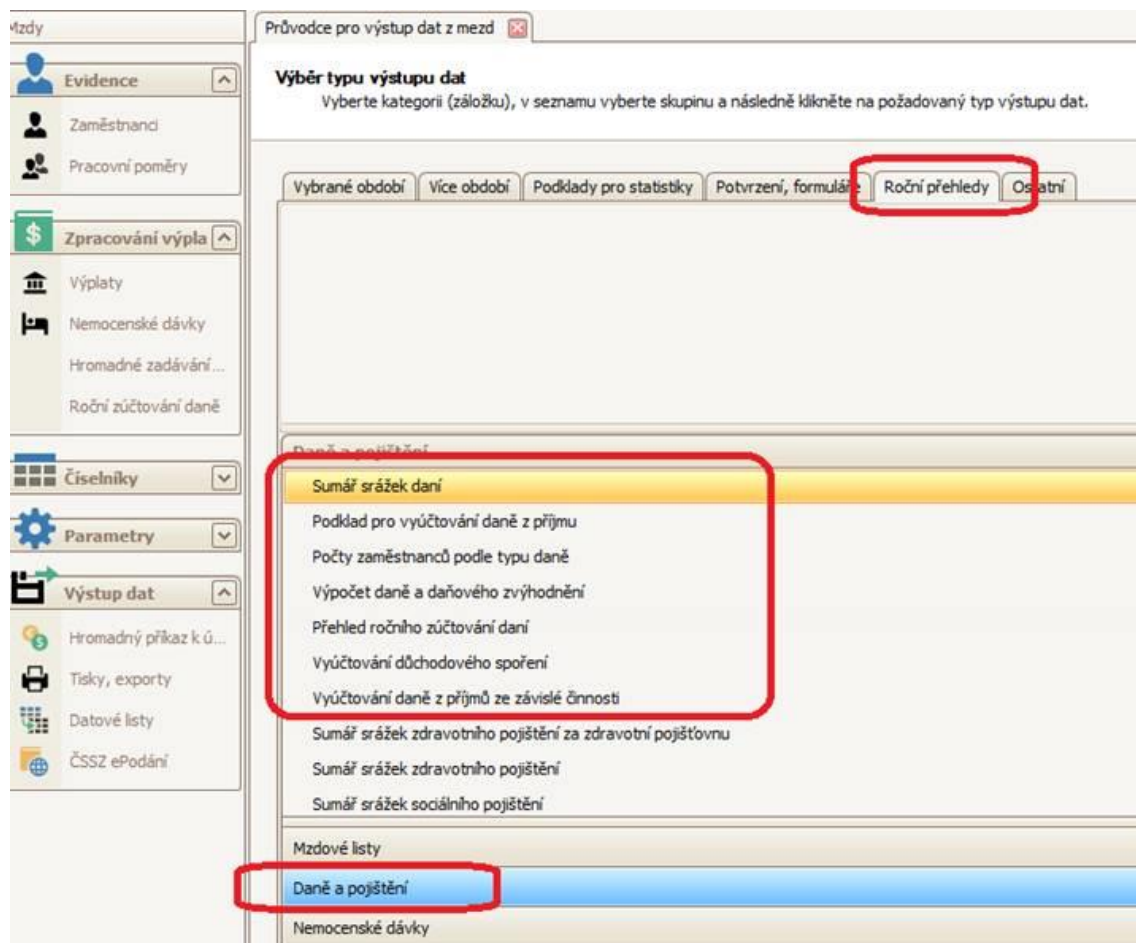 Mzdy
Evidence
Zaměstnanci
Pracovní poměry
Zpracování výpla
Výplaty
Nemocenské dávky
Hromadné zadávání...
Roční zúčtování daně
Číselníky
Parametry
Výstup dat
Hromadný příkaz k ú...
Tisky, exporty
Datové listy
ČSSZ ePodání
Průvodce pro výstup dat z mezd
Výběr typu výstupu dat
Vyberte kategorii (záložku), v seznamu vyberte skupinu a následně klikněte na požadovaný typ výstupu dat.
Vybrané období Více období Podklady pro statistiky Potvrzení, formuláře Roční přehledy Ostatní
Daně a pojištění
Sumář srážek daní
Podklad pro vyúčtování daně z příjmu
Počty zaměstnanců podle typu daně
Výpočet daně a daňového zvýhodnění
Přehled ročního zúčtování daní
Vyúčtování důchodového spoření
Vyúčtování daně z příjmů ze závislé činnosti
Sumář srážek zdravotního pojištění za zdravotní pojišťovnu
Sumář srážek zdravotního pojištění
Sumář srážek sociálního pojištění
Mzdové listy
Daně a pojištění
Nemocenské dávky